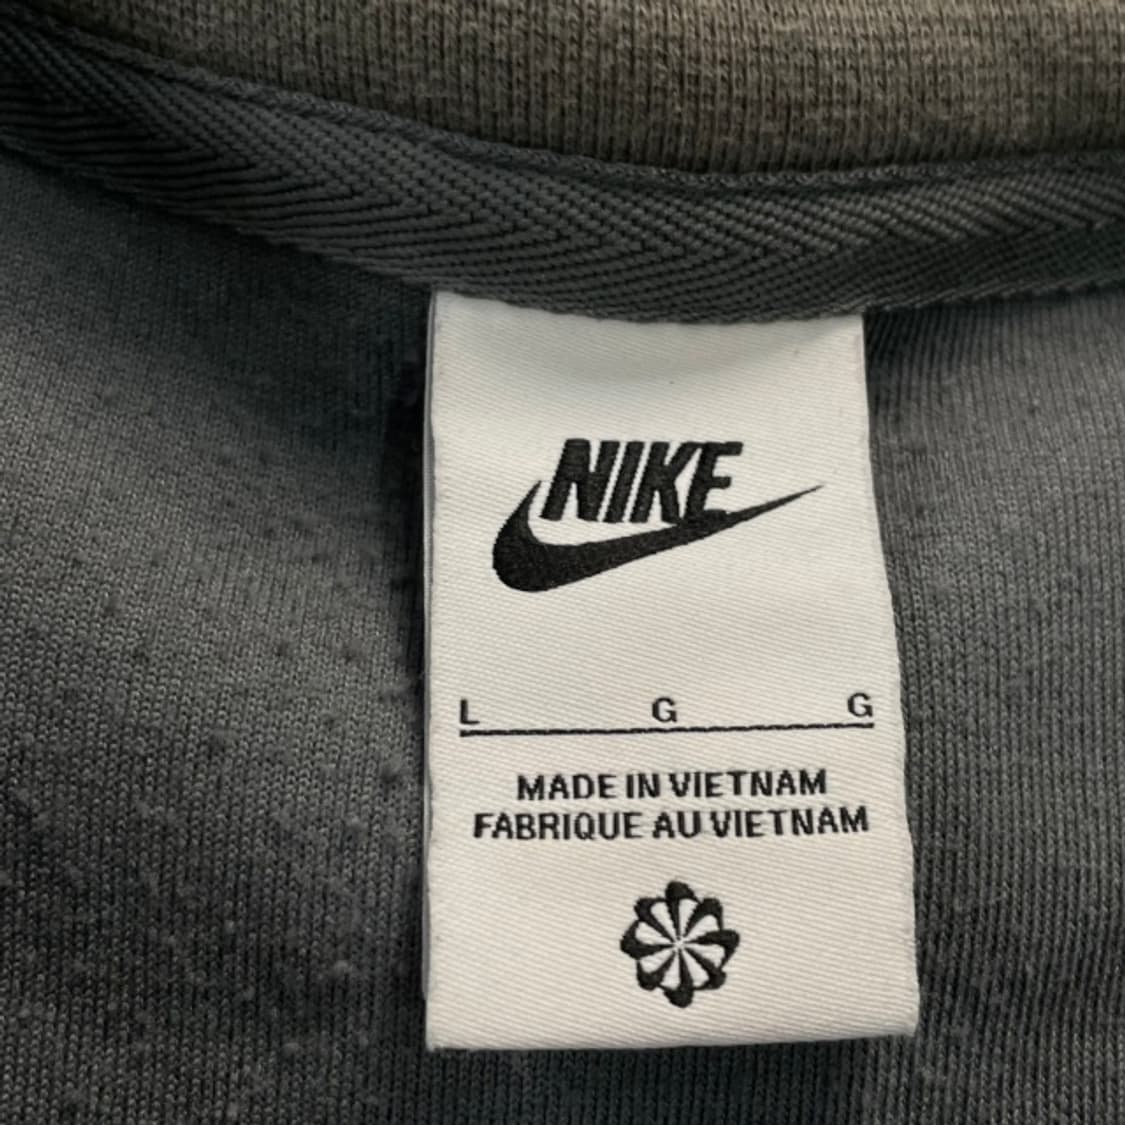 NIKE
L G G
MADE IN VIETNAM
FABRIQUE AU VIETNAM